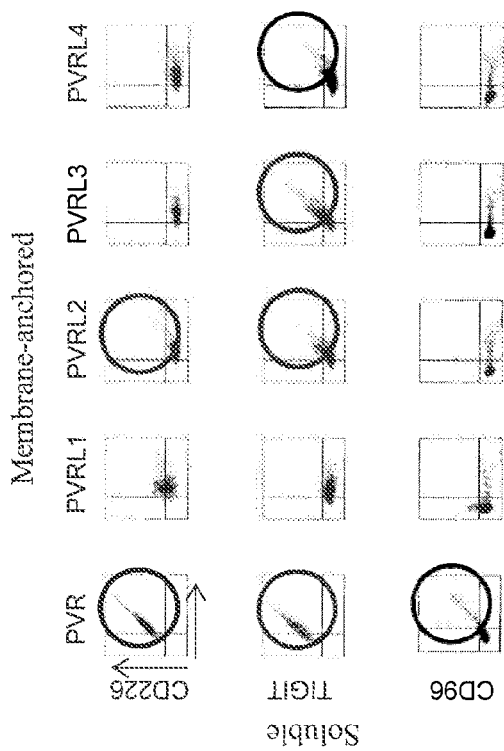 Membrane-anchored
PVR PVRL1 PVRL2 PVRL3 PVRL4
CD226
TIGIT
CD96
Soluble